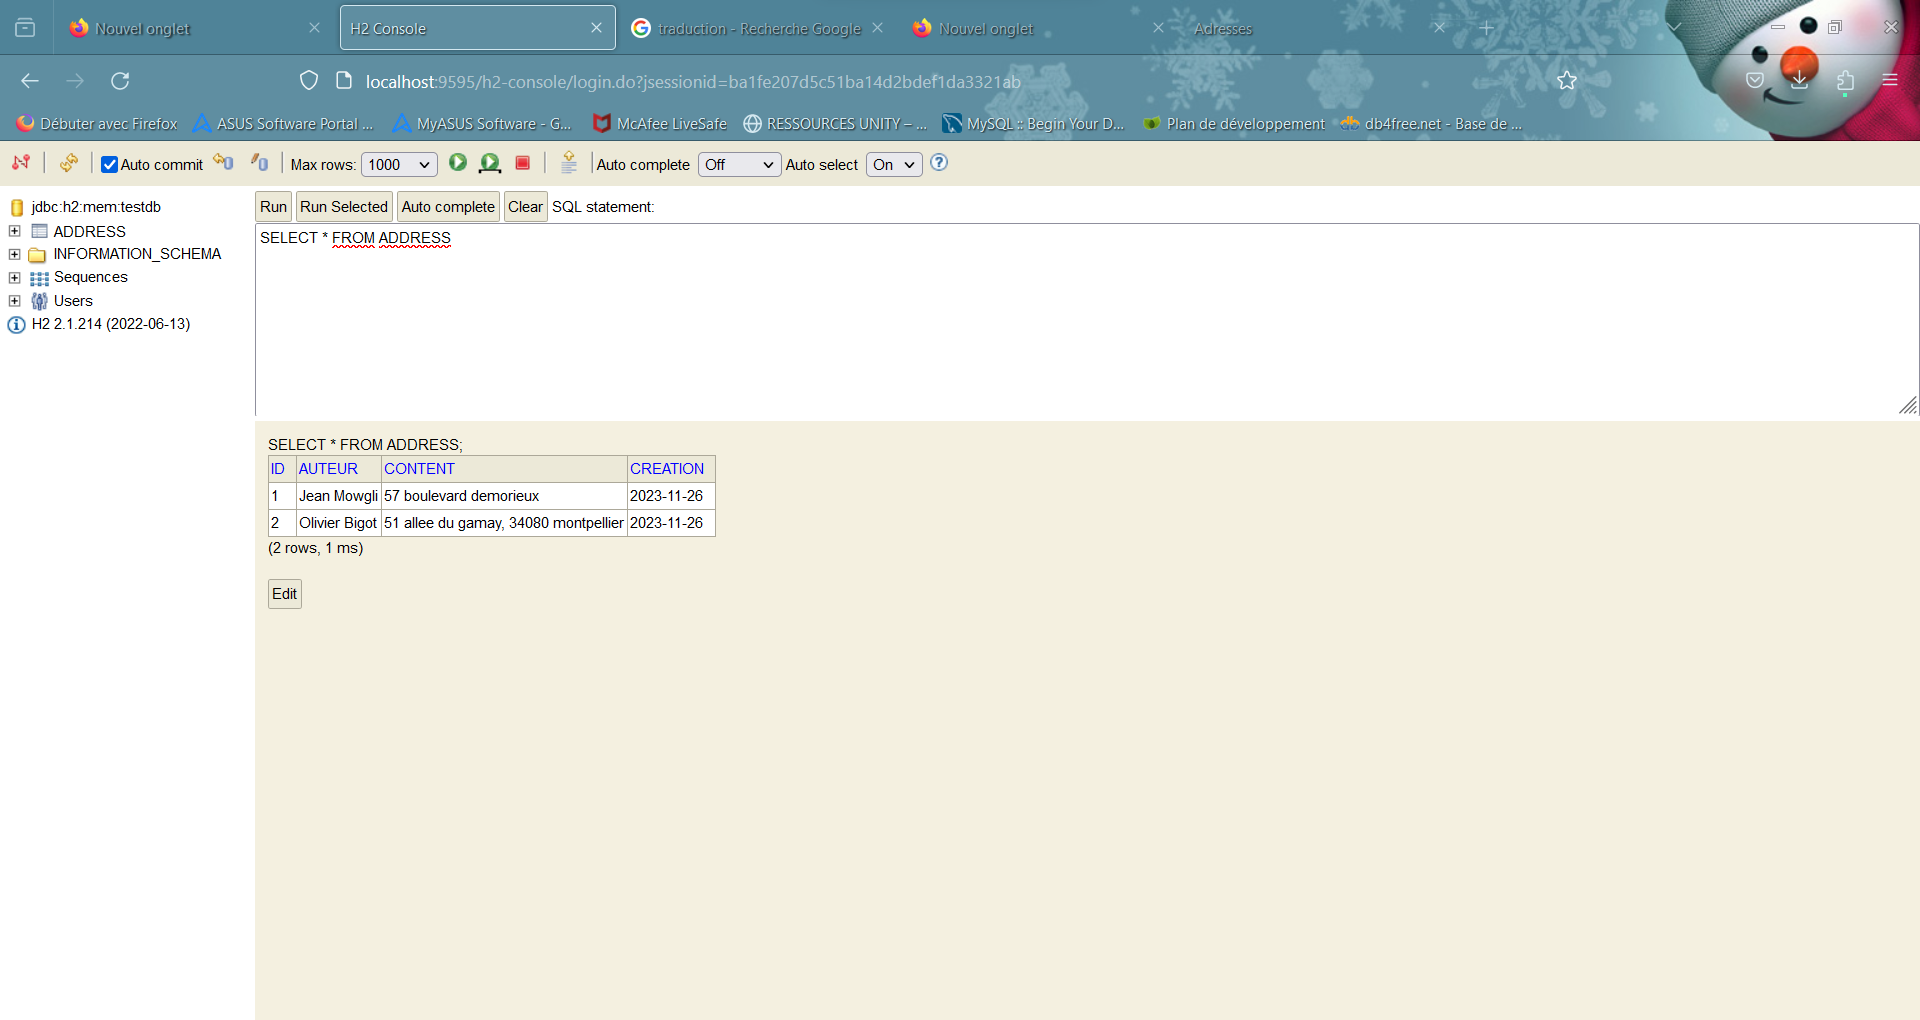 Nouvel onglet
H2 Console
traduction - Recherche Google
Nouvel onglet
Adresses
localhost:9595/h2-console/login.do?jsessionid=ba1fe207d5c51ba14d2bdef1da3321ab
Débuter avec Firefox
ASUS Software Portal ...
MyASUS Software - G...
McAfee LiveSafe
RESSOURCES UNITY – ...
MySQL :: Begin Your D...
Plan de développement
db4free.net - Base de ...
Auto commit
Max rows: 1000
Auto complete Off
Auto select On
jdbc:h2:mem:testdb
ADDRESS
INFORMATION_SCHEMA
Sequences
Users
H2 2.1.214 (2022-06-13)
Run Run Selected Auto complete Clear SQL statement:
SELECT * FROM ADDRESS
SELECT * FROM ADDRESS;
ID AUTEUR CONTENT CREATION
1 Jean Mowgli 57 boulevard demorieux 2023-11-26
2 Olivier Bigot 51 allee du gamay, 34080 montpellier 2023-11-26
(2 rows, 1 ms)
Edit